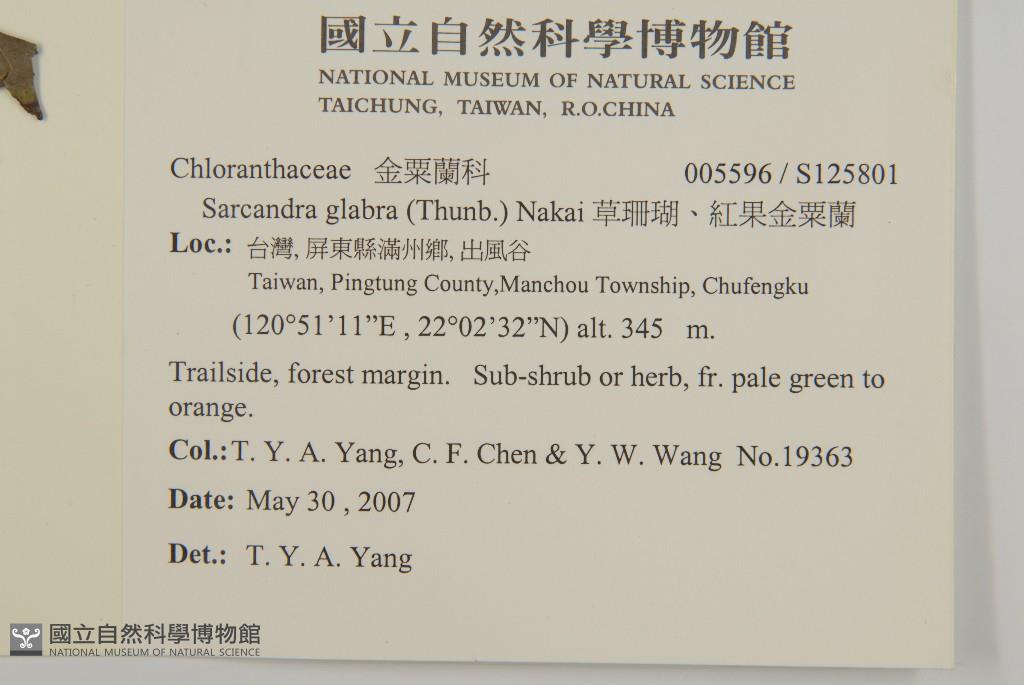 國立自然科學博物館
NATIONAL MUSEUM OF NATURAL SCIENCE
TAICHUNG, TAIWAN, R.O.CHINA
Chloranthaceae 金粟蘭科 005596 / S125801
Sarcandra glabra (Thunb.) Nakai 草珊瑚、紅果金粟蘭
Loc.: 台灣, 屏東縣滿州鄉, 出風谷
Taiwan, Pingtung County,Manchou Township, Chufengku
(120°51’11”E , 22°02’32”N) alt. 345 m.
Trailside, forest margin. Sub-shrub or herb, fr. pale green to
orange.
Col.: T. Y. A. Yang, C. F. Chen & Y. W. Wang No.19363
Date: May 30 , 2007
Det.: T. Y. A. Yang
國立自然科學博物館
NATIONAL MUSEUM OF NATURAL SCIENCE